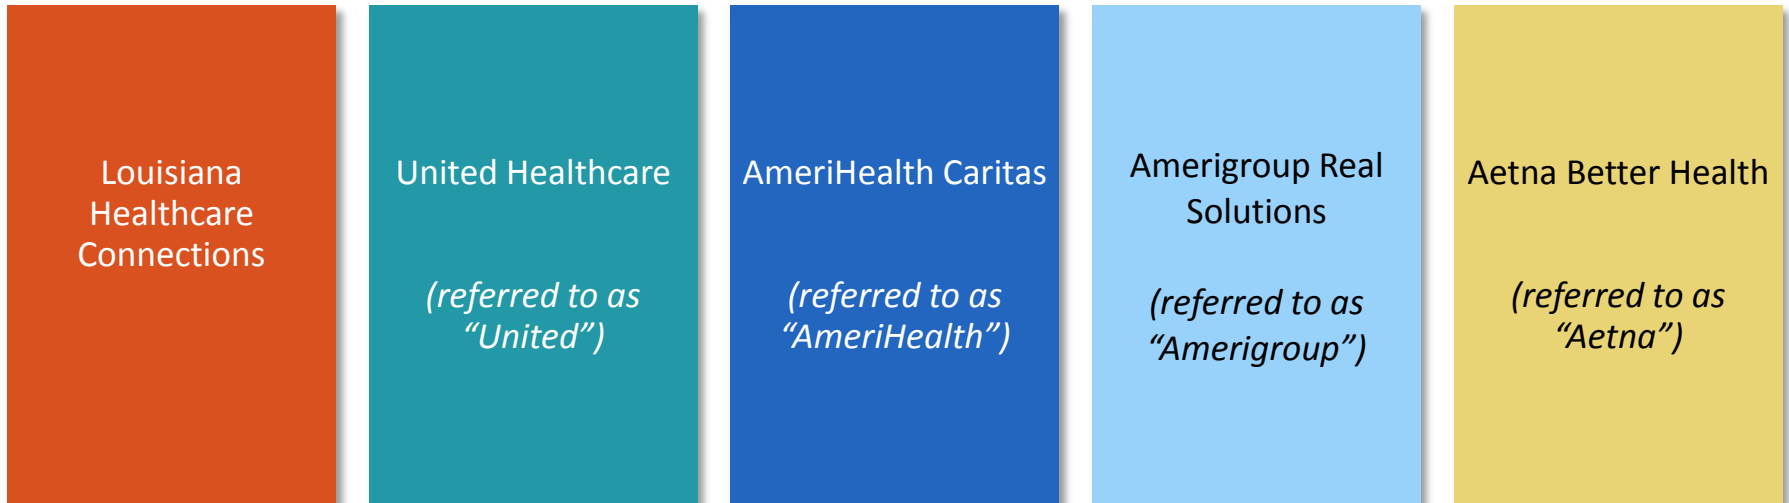 Louisiana
Healthcare
Connections
United Healthcare
(referred to as
“United”)
AmeriHealth Caritas
(referred to as
“AmeriHealth”)
Amerigroup Real
Solutions
(referred to as
“Amerigroup”)
Aetna Better Health
(referred to as
“Aetna”)